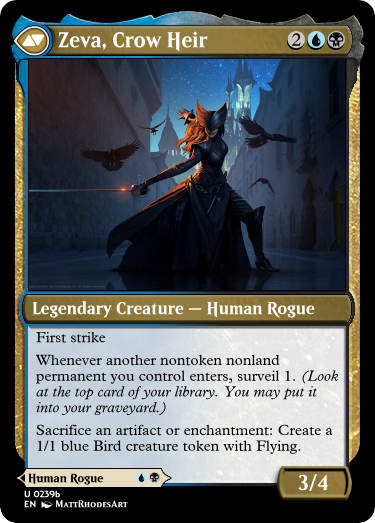 Zeva, Crow Heir 2
Legendary Creature — Human Rogue
First strike
Whenever another nontoken nonland
permanent you control enters, surveil 1. (Look
at the top card of your library. You may put it
into your graveyard.)
Sacrifice an artifact or enchantment: Create a
1/1 blue Bird creature token with Flying.
Human Rogue
3/4
U 0239b
EN MattRhodesArt